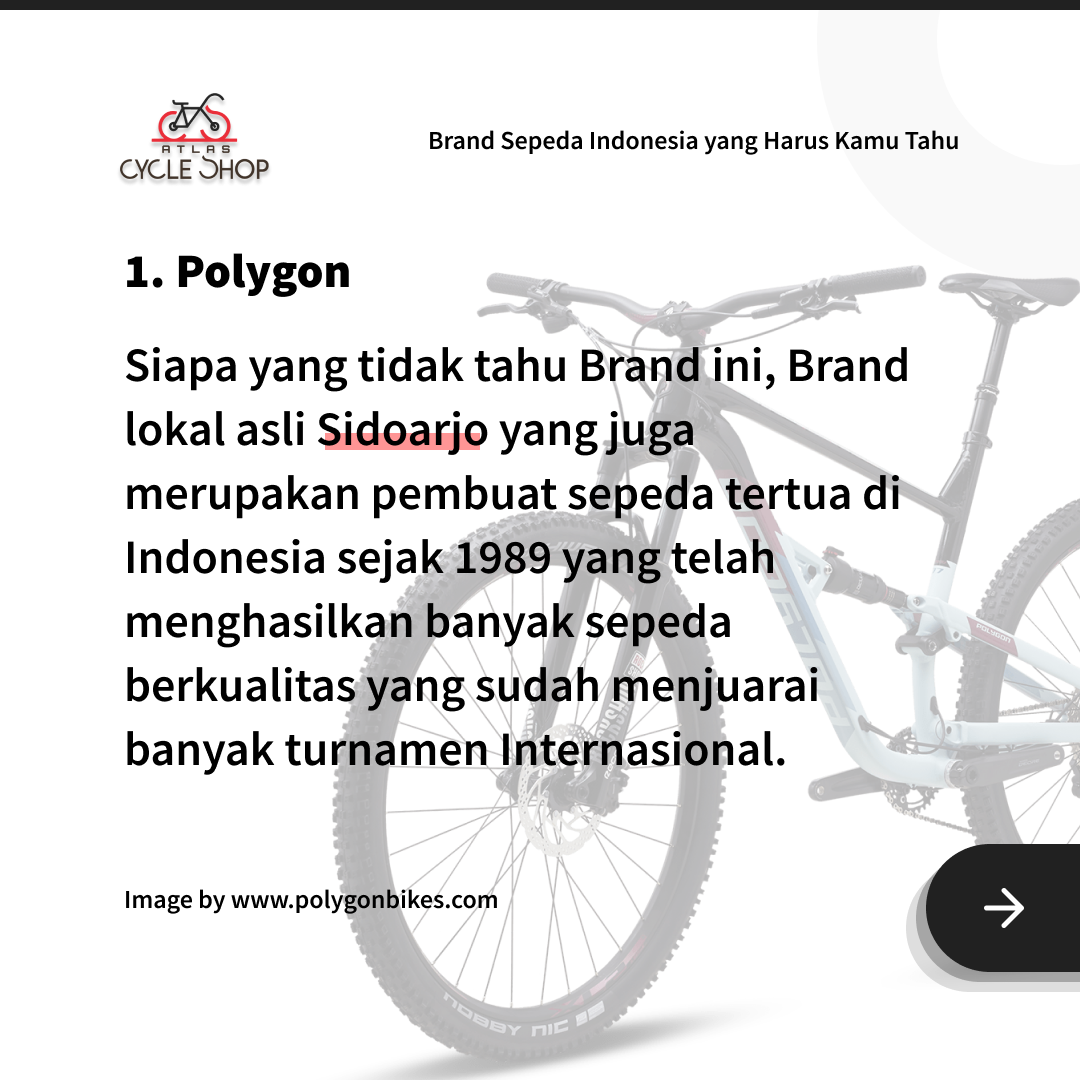 ATLAS
CYCLE SHOP
Brand Sepeda Indonesia yang Harus Kamu Tahu
1. Polygon
Siapa yang tidak tahu Brand ini, Brand
lokal asli Sidoarjo yang juga
merupakan pembuat sepeda tertua di
Indonesia sejak 1989 yang telah
menghasilkan banyak sepeda
berkualitas yang sudah menjuarai
banyak turnamen Internasional.
POLYGON
Image by www.polygonbikes.com